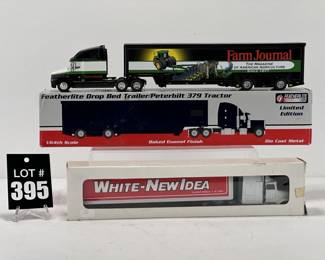 Farm Journal
THE MAGAZINE
OF AMERICAN AGRICULTURE
Featherlite Drop Bed Trailer/Peterbilt 379 Tractor
Limited
Edition
1/64th Scale
Baked Enamel Finish
Die Cast Metal
LOT #
395
WHITE-NEW IDEA